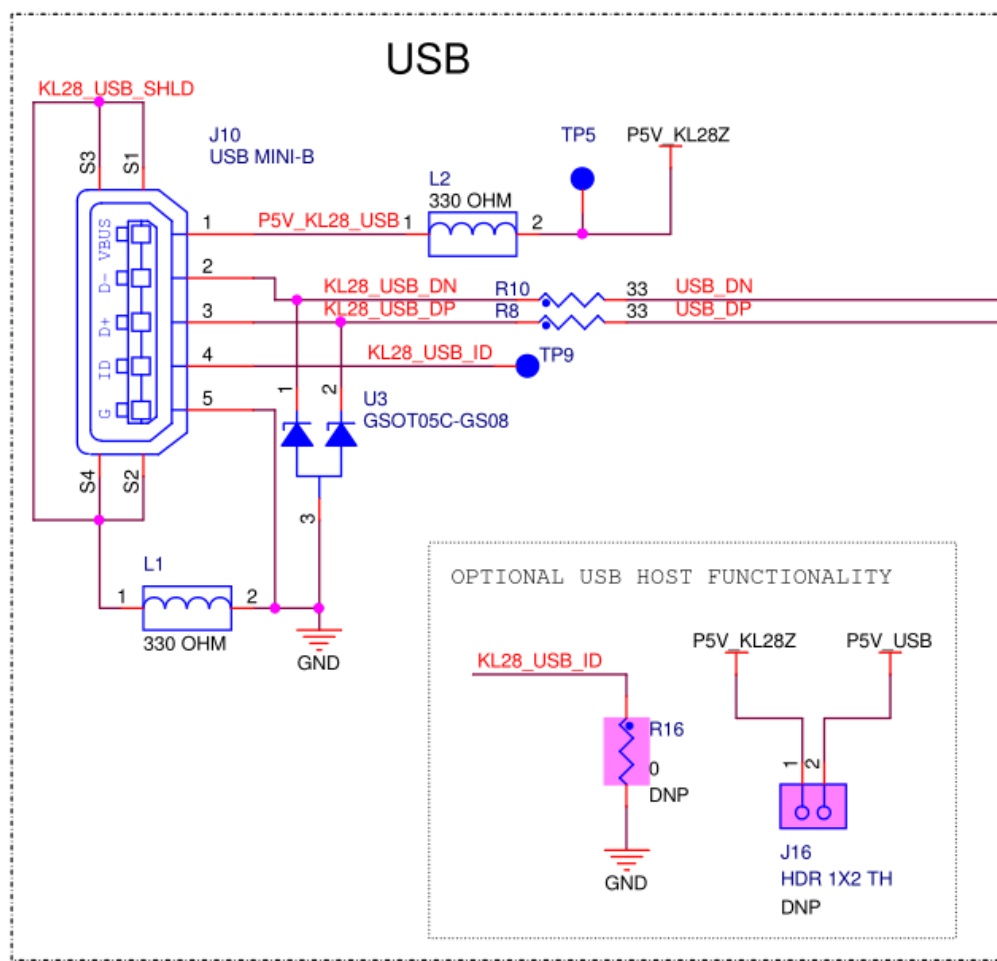 USB
KL28_USB_SHLD
J10
USB MINI-B
TP5
P5V_KL28Z
S3
S1
L2
330 OHM
VBUS
1
P5V_KL28_USB
1
2
D-
2
KL28_USB_DN
R10
33
USB_DN
D+
3
KL28_USB_DP
R8
33
USB_DP
ID
4
KL28_USB_ID
TP9
G
5
1
2
U3
GSOT05C-GS08
S4
S2
3
L1
1
2
330 OHM
GND
OPTIONAL USB HOST FUNCTIONALITY
KL28_USB_ID
P5V_KL28Z
P5V_USB
R16
0
DNP
1
2
GND
J16
HDR 1X2 TH
DNP